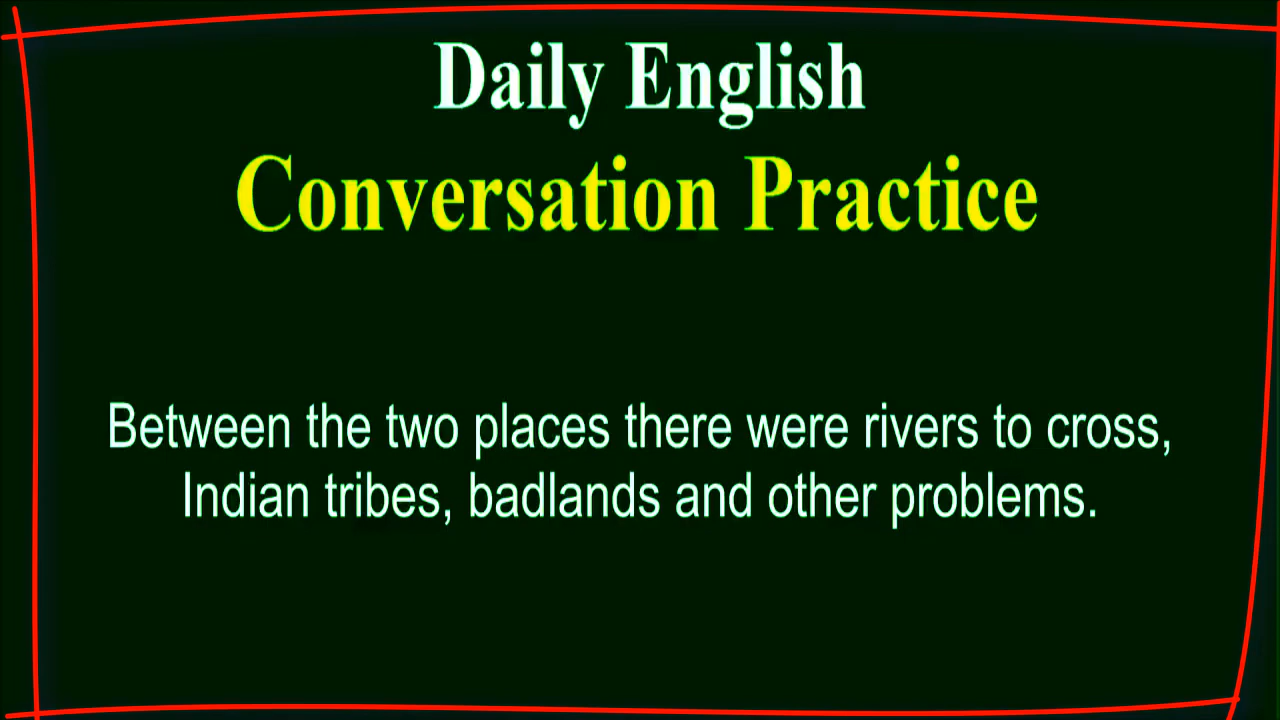 Daily English
Conversation Practice
Between the two places there were rivers to cross,
Indian tribes, badlands and other problems.